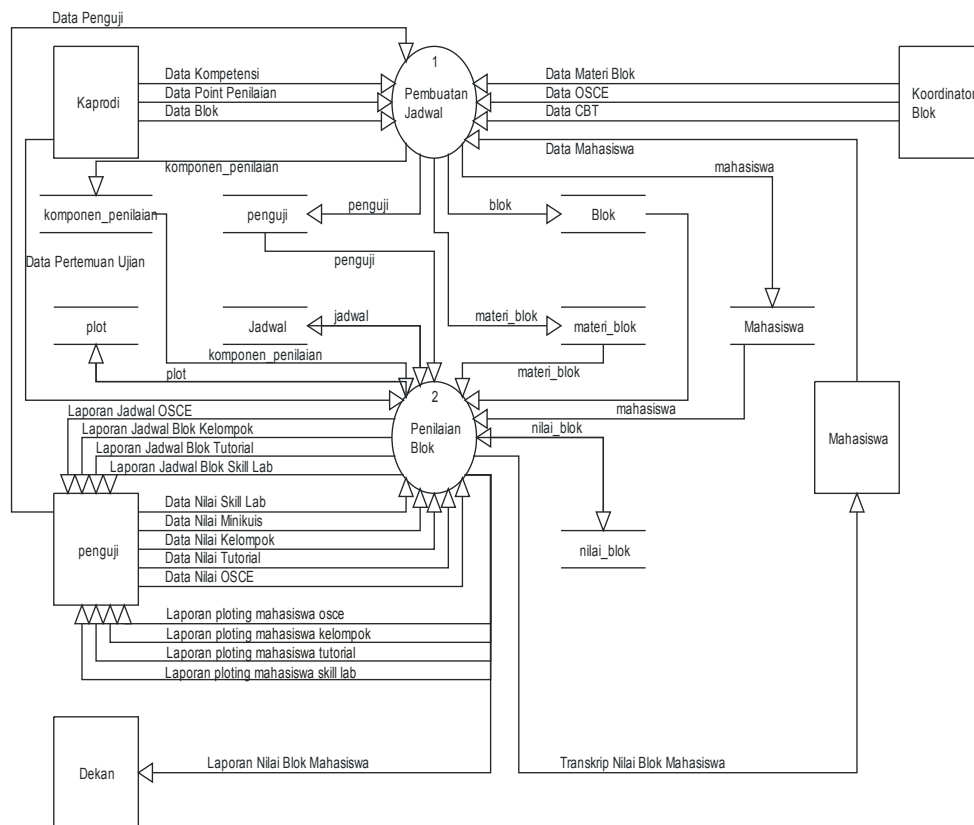 Data Penguji
1
Pembuatan
Jadwal
Kaprodi
Data Kompetensi
Data Point Penilaian
Data Blok
Data Materi Blok
Data OSCE
Data CBT
Koordinator
Blok
Data Mahasiswa
komponen_penilaian
mahasiswa
komponen_penilaian
penguji
penguji
blok
Blok
Data Pertemuan Ujian
penguji
plot
Jadwal
jadwal
materi_blok
materi_blok
Mahasiswa
komponen_penilaian
plot
materi_blok
2
Penilaian
Blok
mahasiswa
nilai_blok
Mahasiswa
Laporan Jadwal OSCE
Laporan Jadwal Blok Kelompok
Laporan Jadwal Blok Tutorial
Laporan Jadwal Blok Skill Lab
penguji
Data Nilai Skill Lab
Data Nilai Minikuis
Data Nilai Kelompok
Data Nilai Tutorial
Data Nilai OSCE
nilai_blok
Laporan ploting mahasiswa osce
Laporan ploting mahasiswa kelompok
Laporan ploting mahasiswa tutorial
Laporan ploting mahasiswa skill lab
Dekan
Laporan Nilai Blok Mahasiswa
Transkrip Nilai Blok Mahasiswa